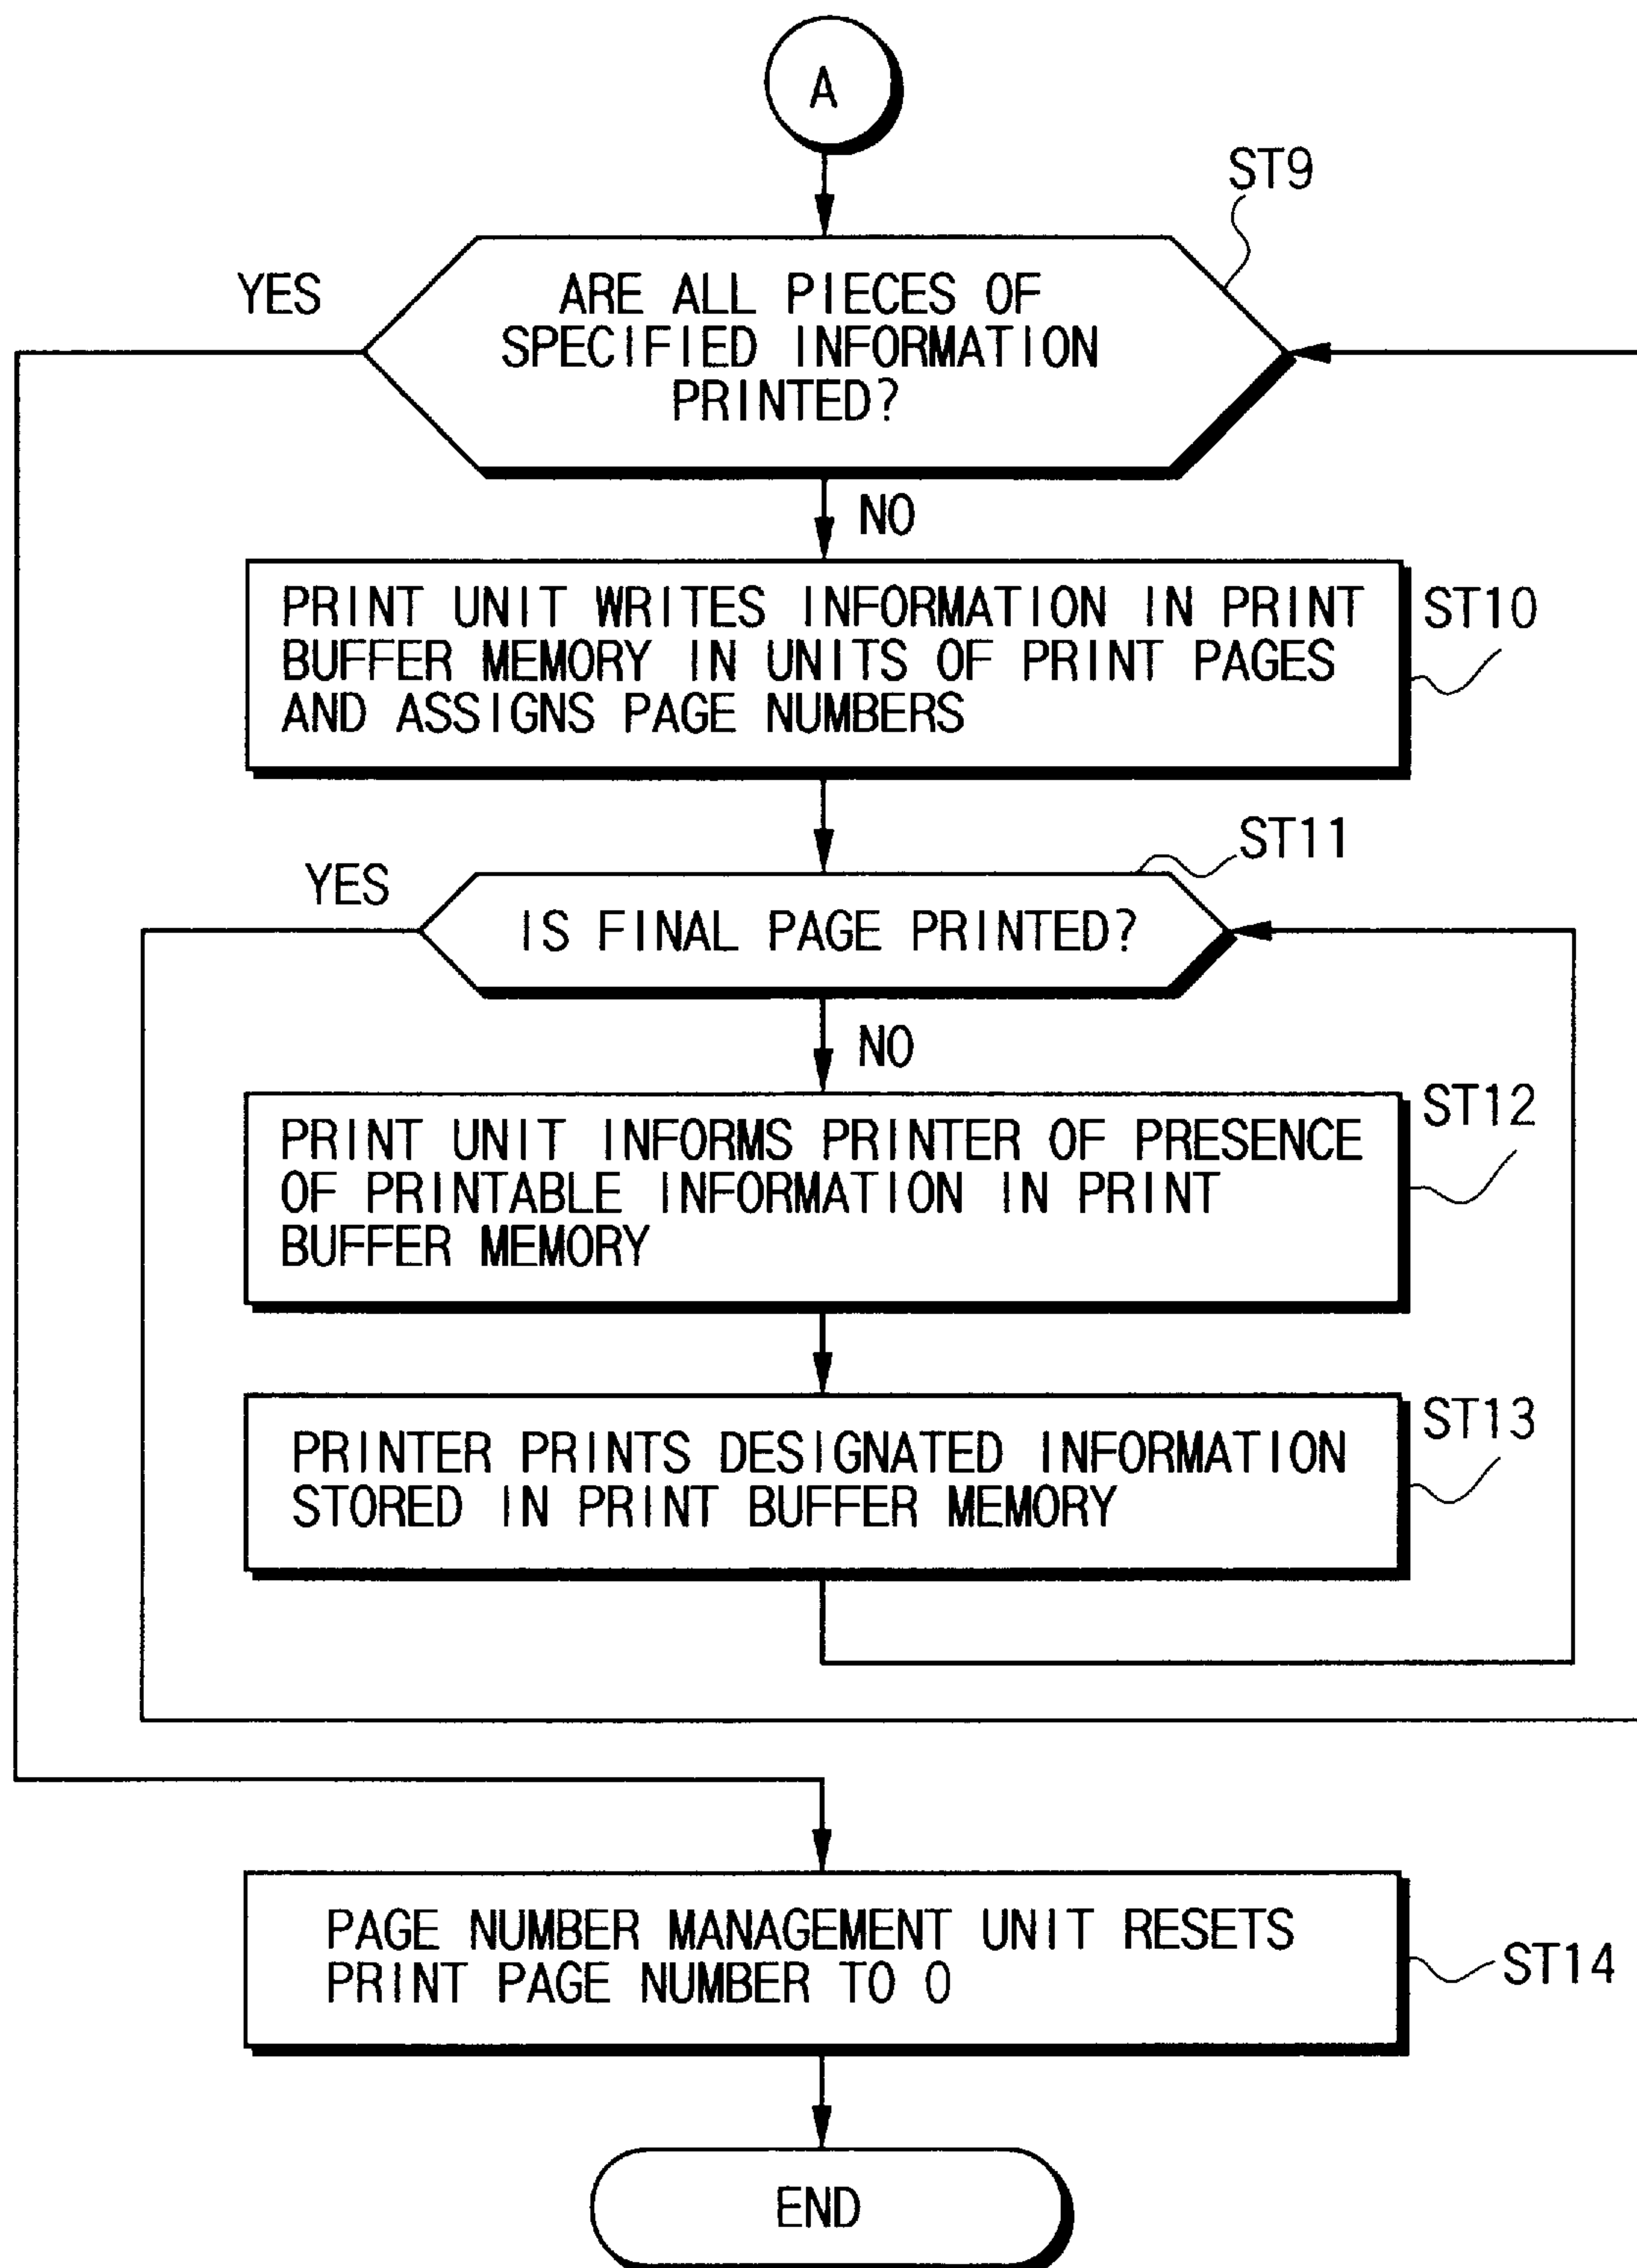 A
ST9
YES
ARE ALL PIECES OF
SPECIFIED INFORMATION
PRINTED?
NO
PRINT UNIT WRITES INFORMATION IN PRINT
BUFFER MEMORY IN UNITS OF PRINT PAGES
AND ASSIGNS PAGE NUMBERS
ST10
ST11
YES
IS FINAL PAGE PRINTED?
NO
PRINT UNIT INFORMS PRINTER OF PRESENCE
OF PRINTABLE INFORMATION IN PRINT
BUFFER MEMORY
ST12
PRINTER PRINTS DESIGNATED INFORMATION
STORED IN PRINT BUFFER MEMORY
ST13
PAGE NUMBER MANAGEMENT UNIT RESETS
PRINT PAGE NUMBER TO 0
ST14
END